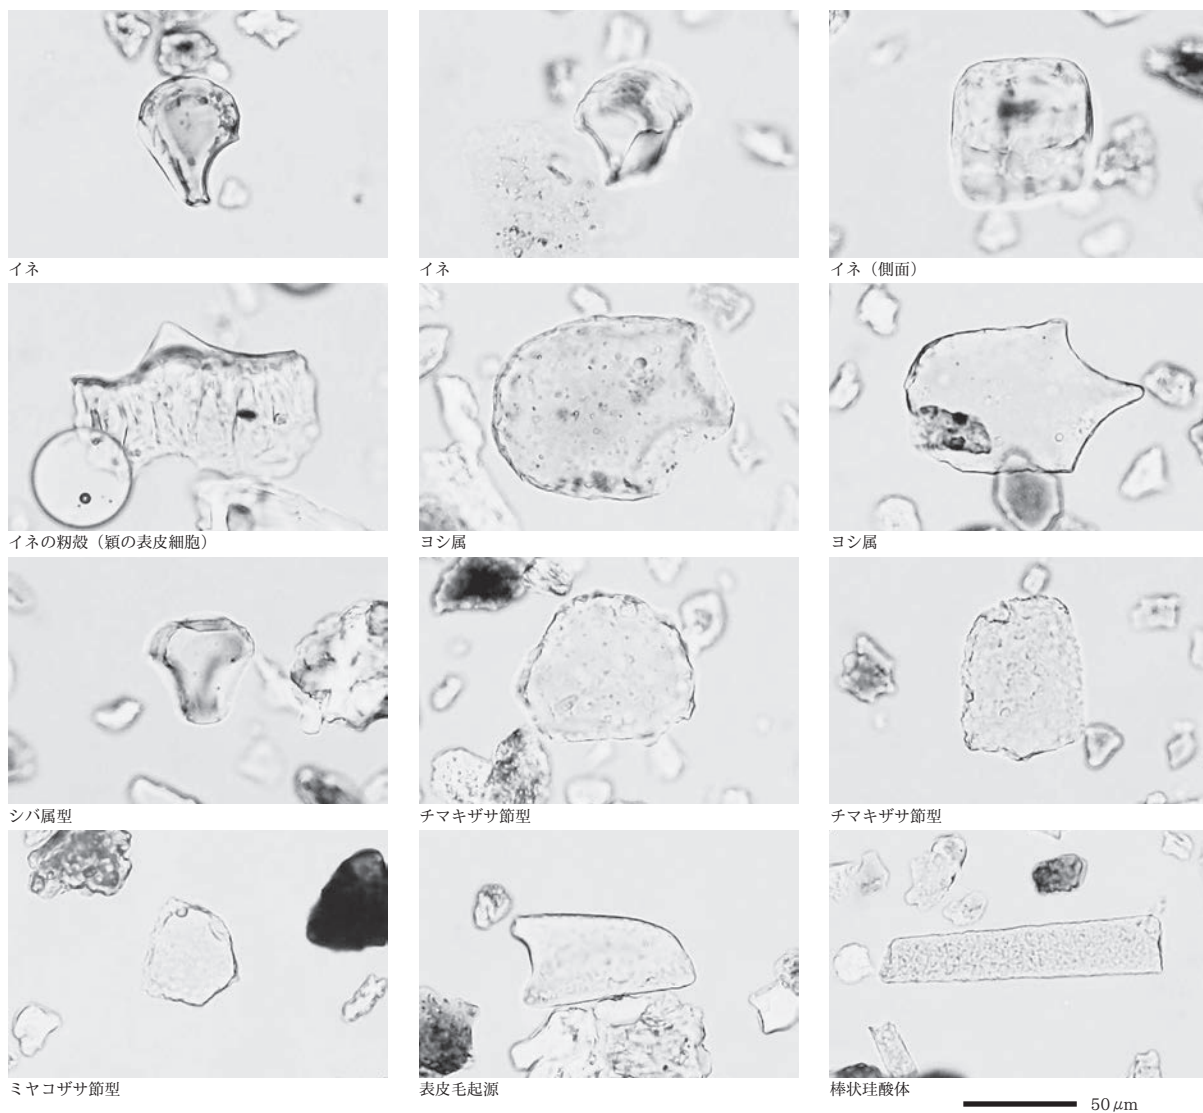 イネ
イネ
イネ（側面）
イネの籾殻（穎の表皮細胞）
ヨシ属
ヨシ属
シバ属型
チマキザサ節型
チマキザサ節型
ミヤコザサ節型
表皮毛起源
棒状珪酸体
50μm